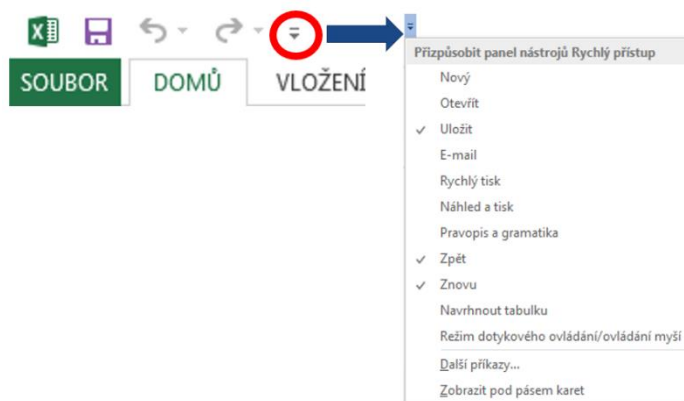 SOUBOR DOMŮ VLOŽENÍ
Přizpůsobit panel nástrojů Rychlý přístup
Nový
Otevřít
Uložit
E-mail
Rychlý tisk
Náhled a tisk
Pravopis a gramatika
Zpět
Znovu
Navrhnout tabulku
Režim dotykového ovládání/ovládání myší
Další příkazy...
Zobrazit pod pásem karet